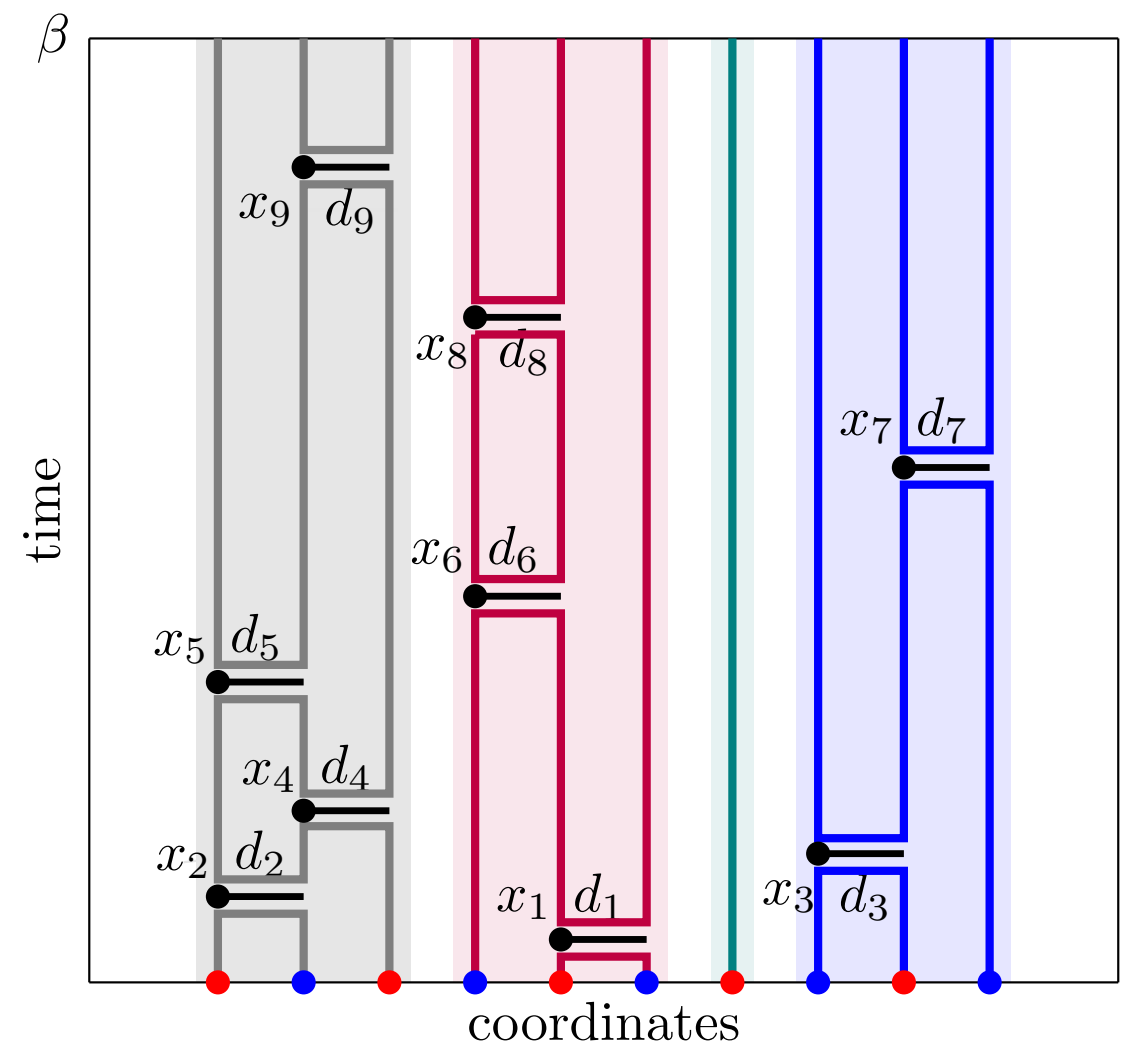 β
x₉ d₉
x₈ d₈
x₇ d₇
time
x₆ d₆
x₅ d₅
x₄ d₄
x₂ d₂
x₁ d₁
x₃ d₃
coordinates